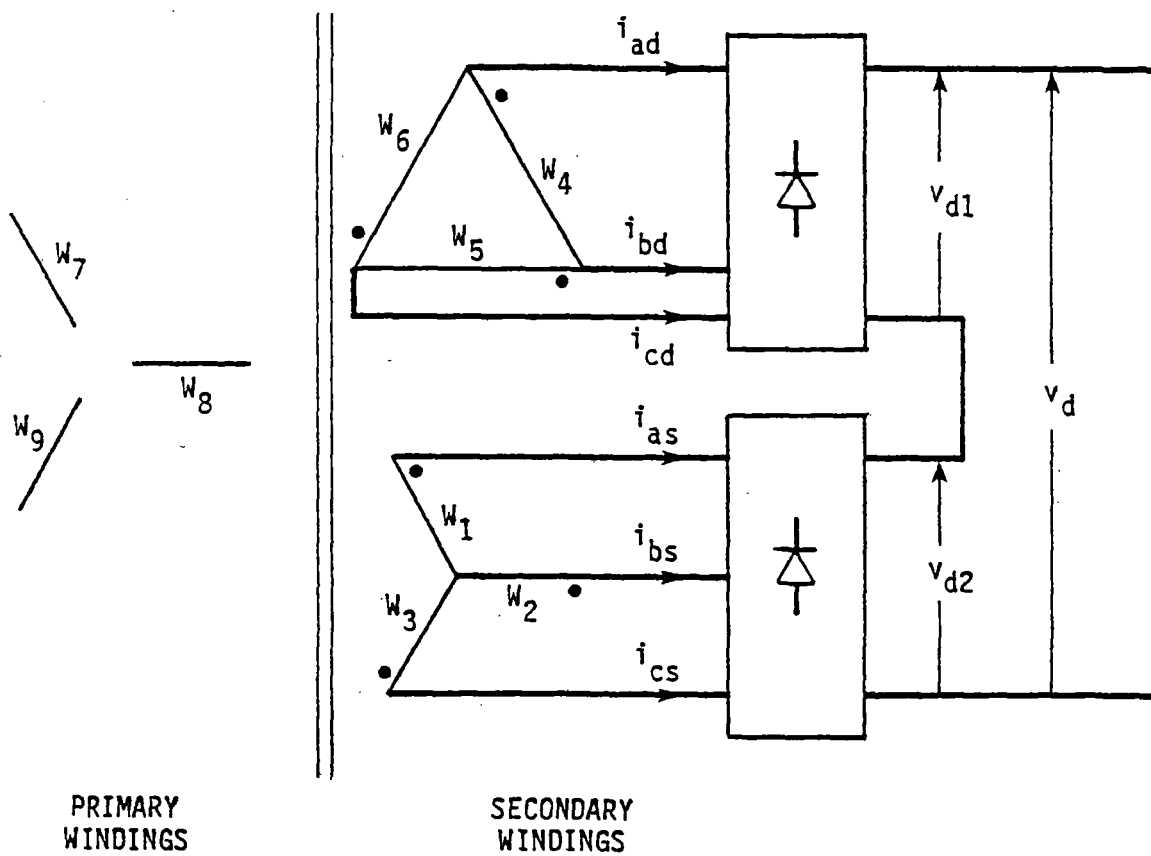 i_ad
W_6
W_4
W_5
i_bd
i_cd
v_d1
W_7
W_8
W_9
v_d
i_as
W_1
i_bs
W_2
W_3
i_cs
v_d2
PRIMARY
WINDINGS
SECONDARY
WINDINGS